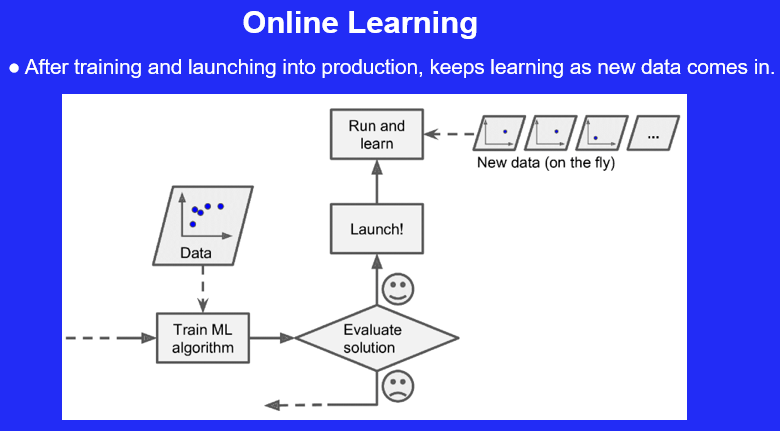 Online Learning
● After training and launching into production, keeps learning as new data comes in.
Run and
learn
...
New data (on the fly)
Launch!
Data
Train ML
algorithm
Evaluate
solution